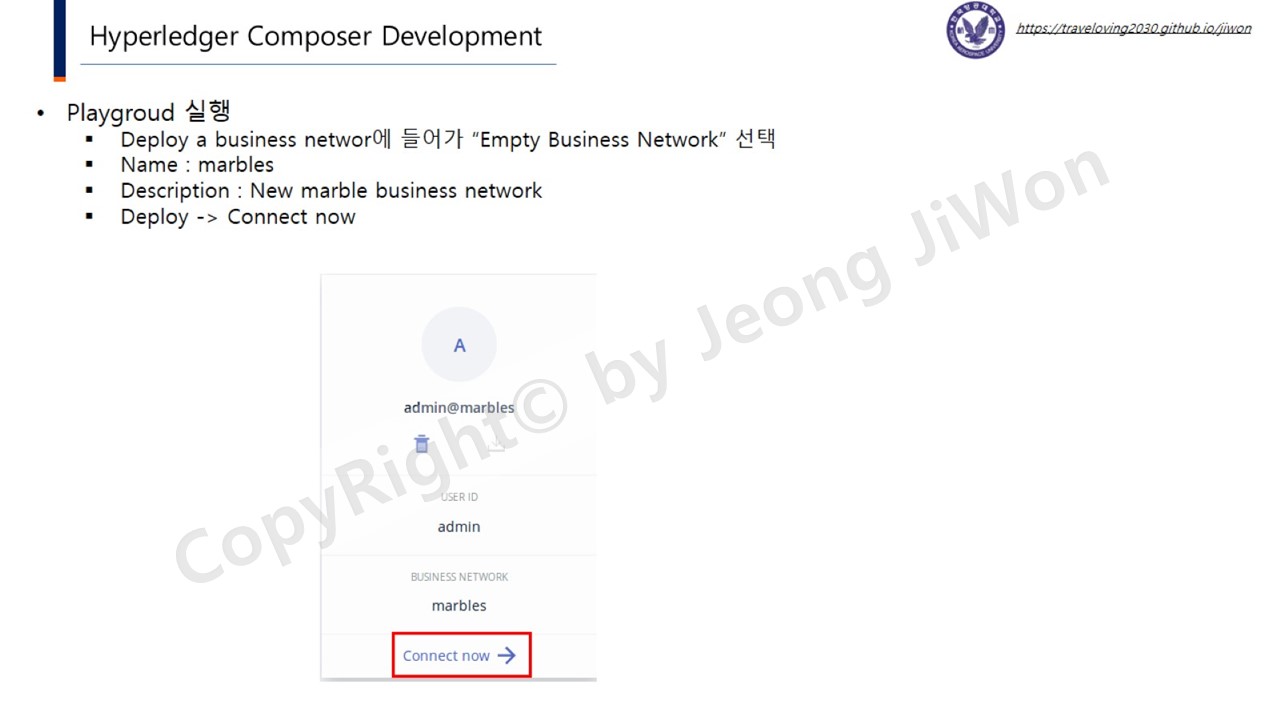 Hyperledger Composer Development
https://traveloving2030.github.io/jiwon
• Playgroud 실행
▪ Deploy a business networ에 들어가 “Empty Business Network” 선택
▪ Name : marbles
▪ Description : New marble business network
▪ Deploy -> Connect now
A
admin@marbles
USER ID
admin
BUSINESS NETWORK
marbles
Connect now →
CopyRight© by Jeong JiWon